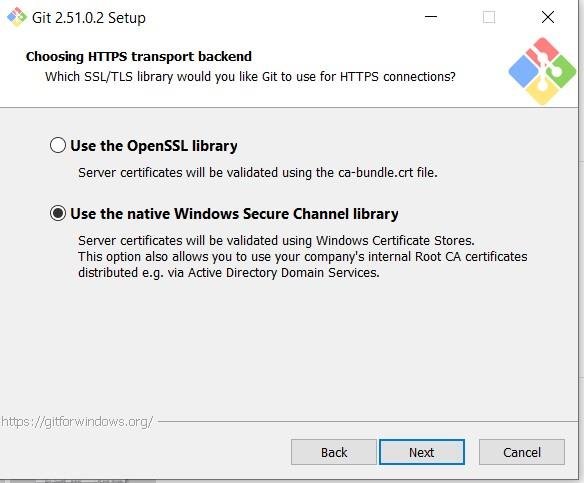 Git 2.51.0.2 Setup
Choosing HTTPS transport backend
Which SSL/TLS library would you like Git to use for HTTPS connections?
Use the OpenSSL library
Server certificates will be validated using the ca-bundle.crt file.
Use the native Windows Secure Channel library
Server certificates will be validated using Windows Certificate Stores.
This option also allows you to use your company's internal Root CA certificates
distributed e.g. via Active Directory Domain Services.
https://gitforwindows.org/
Back
Next
Cancel